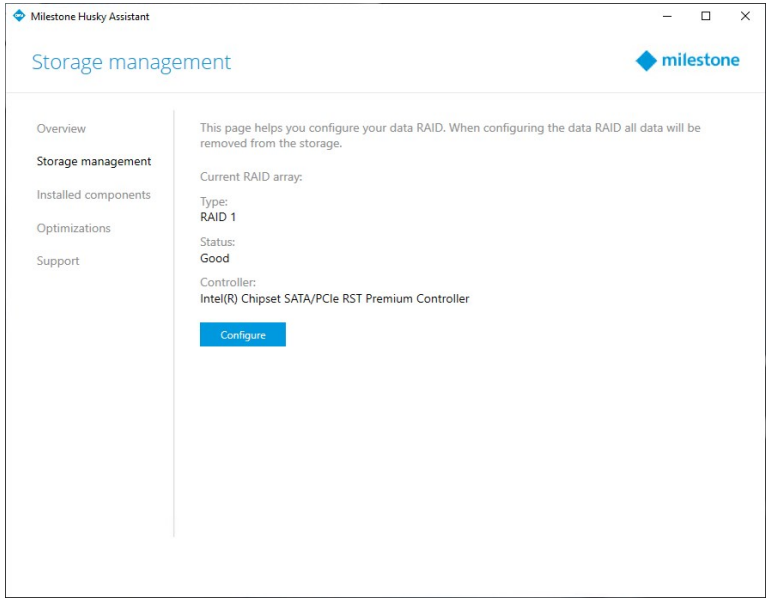 Milestone Husky Assistant
Storage management
milestone
Overview
Storage management
Installed components
Optimizations
Support
This page helps you configure your data RAID. When configuring the data RAID all data will be
removed from the storage.
Current RAID array:
Type:
RAID 1
Status:
Good
Controller:
Intel(R) Chipset SATA/PCIe RST Premium Controller
Configure